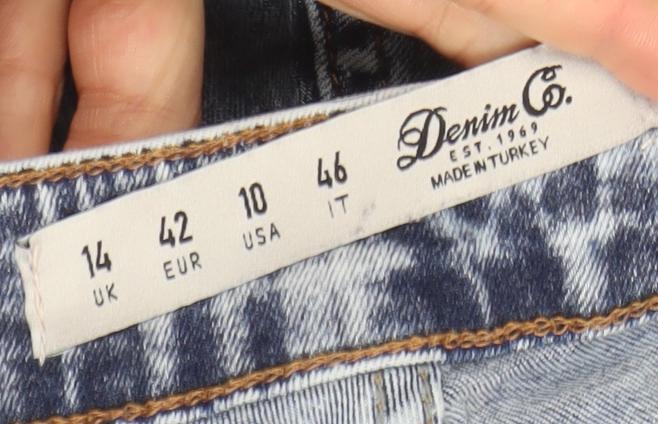 14 42 10 46
UK EUR USA IT
Denim Co.
EST. 1969
MADE IN TURKEY